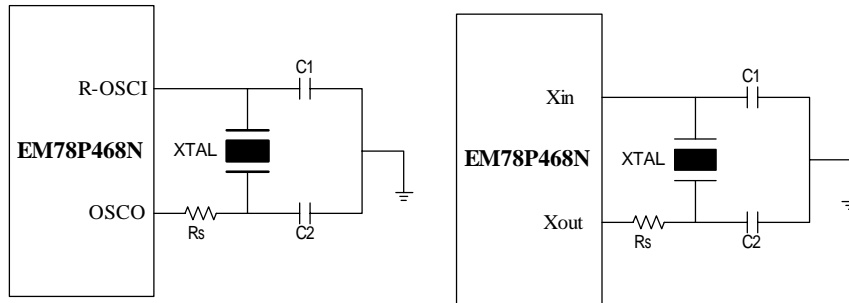 R-OSCI
C1
EM78P468N
XTAL
OSCO
Rs
C2
Xin
C1
EM78P468N
XTAL
Xout
Rs
C2